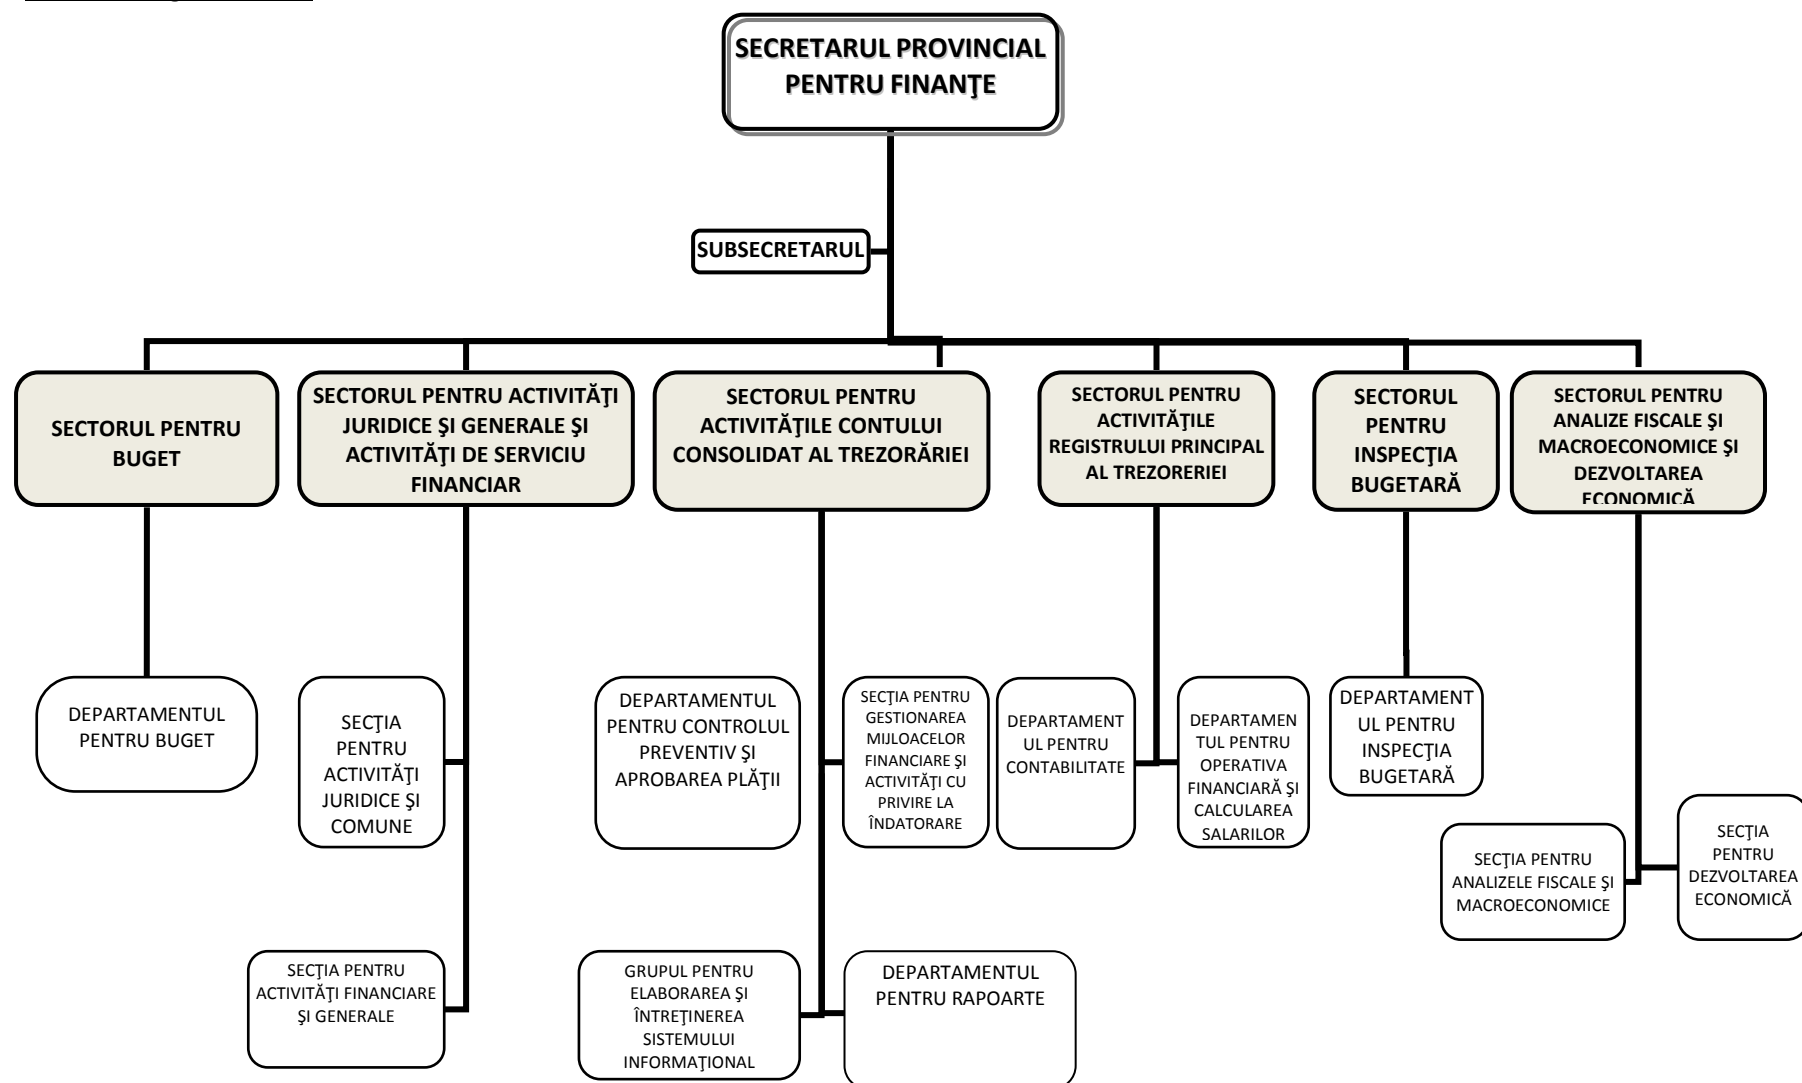 SECRETARUL PROVINCIAL
PENTRU FINANŢE
SUBSECRETARUL
SECTORUL PENTRU
BUGET
SECTORUL PENTRU ACTIVITĂŢI
JURIDICE ŞI GENERALE ŞI
ACTIVITĂŢI DE SERVICIU
FINANCIAR
SECTORUL PENTRU
ACTIVITĂŢILE CONTULUI
CONSOLIDAT AL TREZORĂRIEI
SECTORUL PENTRU
ACTIVITĂŢILE
REGISTRULUI PRINCIPAL
AL TREZORERIEI
SECTORUL
PENTRU
INSPECŢIA
BUGETARĂ
SECTORUL PENTRU
ANALIZE FISCALE ŞI
MACROECONOMICE ŞI
DEZVOLTAREA
ECONOMICĂ
DEPARTAMENTUL
PENTRU BUGET
SECŢIA
PENTRU
ACTIVITĂŢI
JURIDICE ŞI
COMUNE
DEPARTAMENTUL
PENTRU CONTROLUL
PREVENTIV ŞI
APROBAREA PLĂŢII
SECŢIA PENTRU
GESTIONAREA
MIJLOACELOR
FINANCIARE ŞI
ACTIVITĂŢI CU
PRIVIRE LA
ÎNDATORARE
DEPARTAMENT
UL PENTRU
CONTABILITATE
DEPARTAMEN
TUL PENTRU
OPERATIVA
FINANCIARĂ ŞI
CALCULAREA
SALARILOR
DEPARTAMENT
UL PENTRU
INSPECŢIA
BUGETARĂ
SECŢIA PENTRU
ANALIZELE FISCALE ŞI
MACROECONOMICE
SECŢIA
PENTRU
DEZVOLTAREA
ECONOMICĂ
SECŢIA PENTRU
ACTIVITĂŢI FINANCIARE
ŞI GENERALE
GRUPUL PENTRU
ELABORAREA ŞI
ÎNTREŢINEREA
SISTEMULUI
INFORMAŢIONAL
DEPARTAMENTUL
PENTRU RAPOARTE